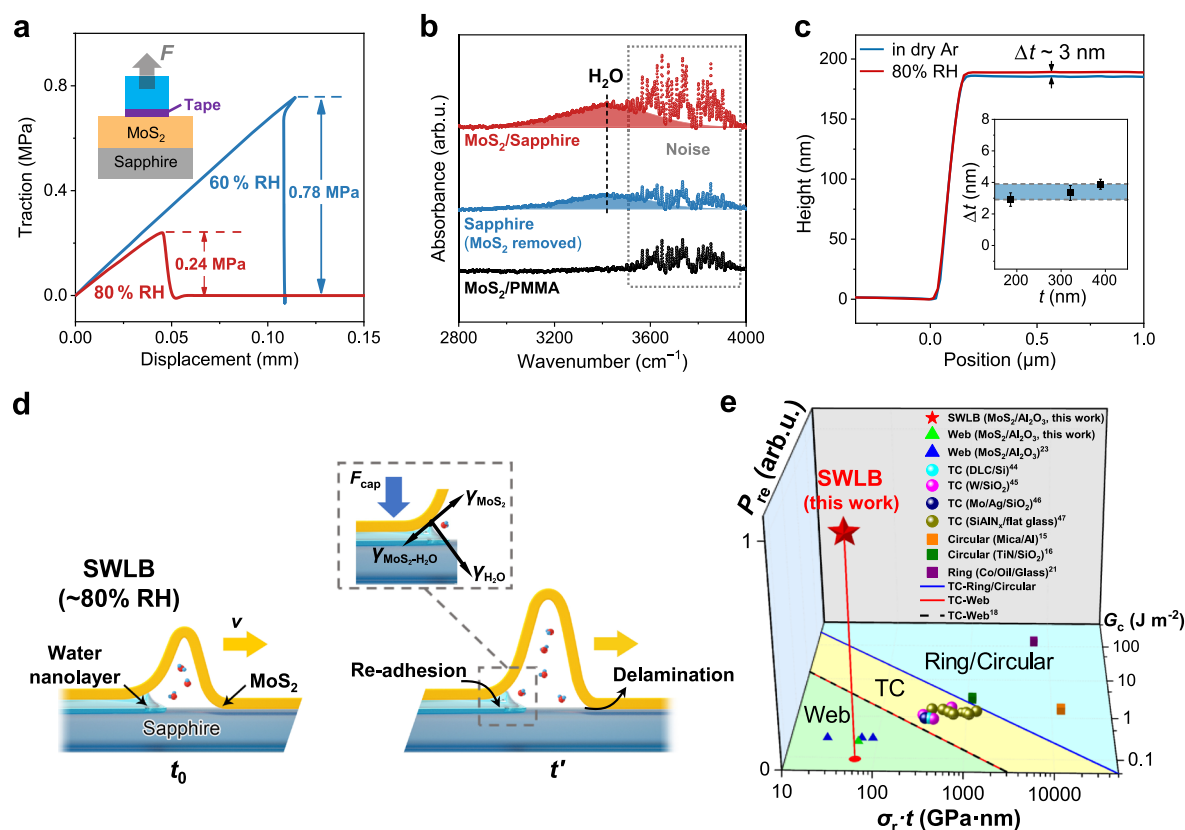 a
Traction (MPa)
0.8
0.4
0.0
F
Tape
MoS₂
Sapphire
60 % RH
0.78 MPa
0.24 MPa
80 % RH
0.00
0.05
0.10
0.15
Displacement (mm)
b
Absorbance (arb.u.)
H₂O
MoS₂/Sapphire
Noise
Sapphire
(MoS₂ removed)
MoS₂/PMMA
2800
3200
3600
4000
Wavenumber (cm⁻¹)
c
in dry Ar
80% RH
Δt ~ 3 nm
Height (nm)
200
150
100
50
0
Δt (nm)
8
6
4
2
0
200
300
400
t (nm)
0.0
0.5
1.0
Position (μm)
d
SWLB
(~80% RH)
v
Water
nanolayer
MoS₂
Sapphire
t₀
F_cap
γ_MoS₂
γ_MoS₂-H₂O
γ_H₂O
Re-adhesion
Delamination
t'
e
P_re (arb.u.)
1
0
SWLB
(this work)
SWLB (MoS₂/Al₂O₃, this work)
Web (MoS₂/Al₂O₃, this work)
Web (MoS₂/Al₂O₃)²³
TC (DLC/Si)⁴⁴
TC (W/SiO₂)⁴⁵
TC (Mo/Ag/SiO₂)⁴⁶
TC (SiAlNₓ/flat glass)⁴⁷
Circular (Mica/Al)¹⁵
Circular (TiN/SiO₂)¹⁶
Ring (Co/Oil/Glass)²¹
TC-Ring/Circular
TC-Web
TC-Web¹⁸
G_c (J m⁻²)
100
10
1
0.1
Ring/Circular
TC
Web
10
100
1000
10000
σ_r·t (GPa·nm)